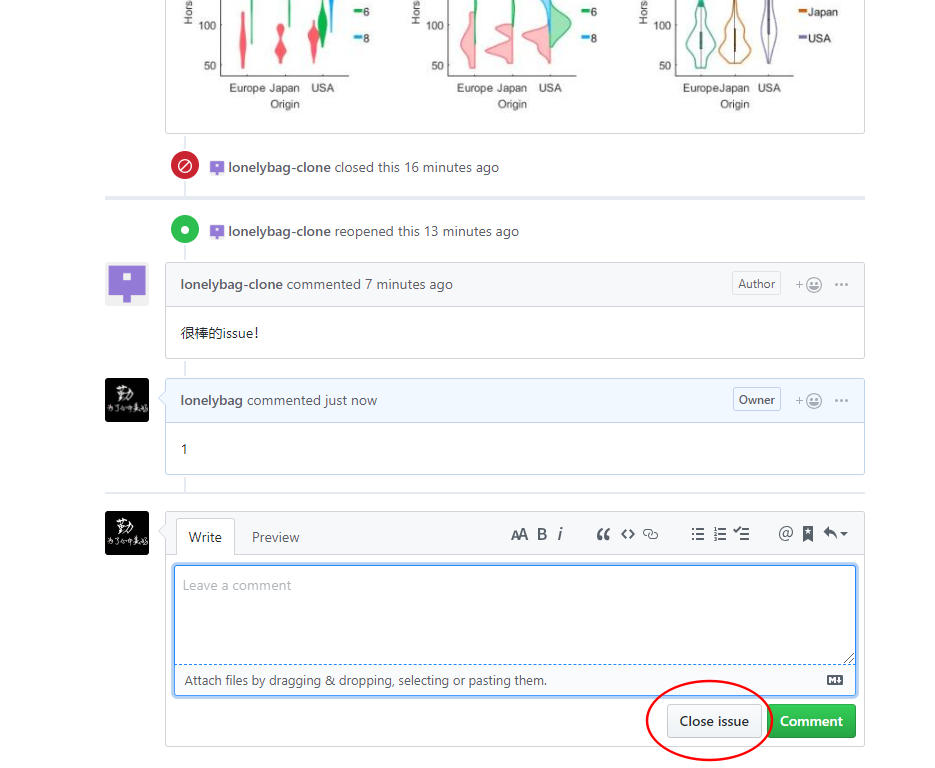 Hors
100
50
Europe Japan USA
Origin
6
8
Hors
100
50
Europe Japan USA
Origin
6
8
Hors
100
50
EuropeJapan USA
Origin
Japan
USA
lonelybag-clone closed this 16 minutes ago
lonelybag-clone reopened this 13 minutes ago
lonelybag-clone commented 7 minutes ago
Author
很棒的issue!
勤
lonelybag commented just now
Owner
1
勤
Write
Preview
AA B i
Leave a comment
Attach files by dragging & dropping, selecting or pasting them.
Close issue
Comment